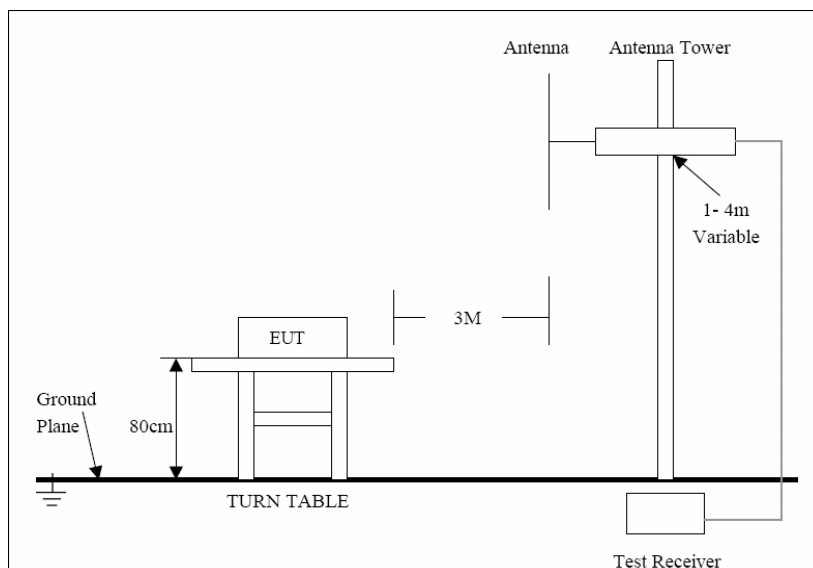 Antenna
Antenna Tower
1- 4m
Variable
3M
EUT
Ground
Plane
80cm
TURN TABLE
Test Receiver